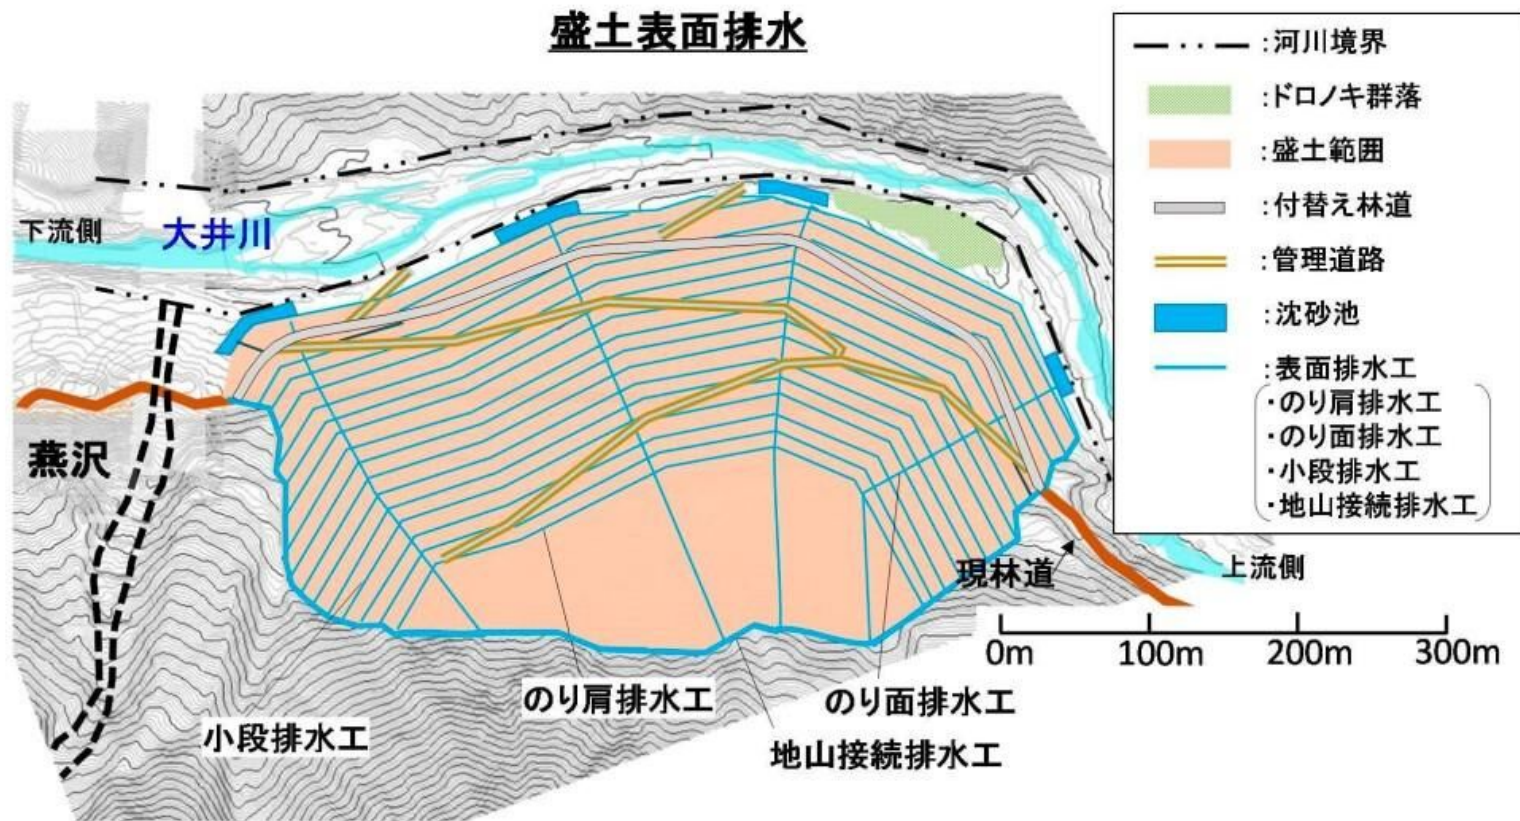 盛土表面排水
:河川境界
:ドロノキ群落
:盛土範囲
:付替え林道
:管理道路
:沈砂池
:表面排水工
・のり肩排水工
・のり面排水工
・小段排水工
・地山接続排水工
下流側
大井川
燕沢
現林道
上流側
0m 100m 200m 300m
のり肩排水工
のり面排水工
小段排水工
地山接続排水工